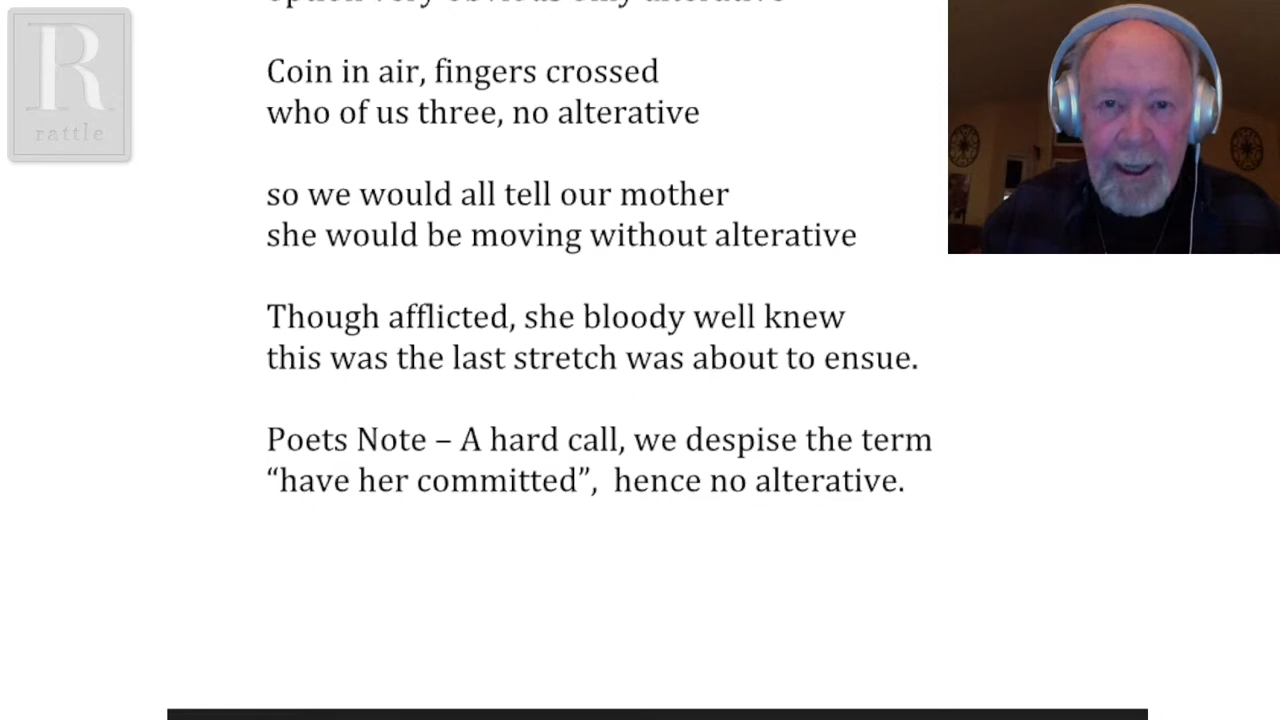 R
rattle
Coin in air, fingers crossed
who of us three, no alterative
so we would all tell our mother
she would be moving without alterative
Though afflicted, she bloody well knew
this was the last stretch was about to ensue.
Poets Note – A hard call, we despise the term
“have her committed”,  hence no alterative.